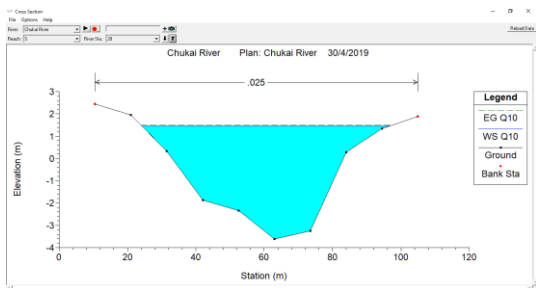 Cross Section
File Options Help
River: Chukai River
Reload Data
Reach: 5 River Sta.: 28
Chukai River Plan: Chukai River 30/4/2019
.025
Legend
EG Q10
WS Q10
Ground
Bank Sta
3
2
1
0
-1
-2
-3
-4
Elevation (m)
0 20 40 60 80 100 120
Station (m)